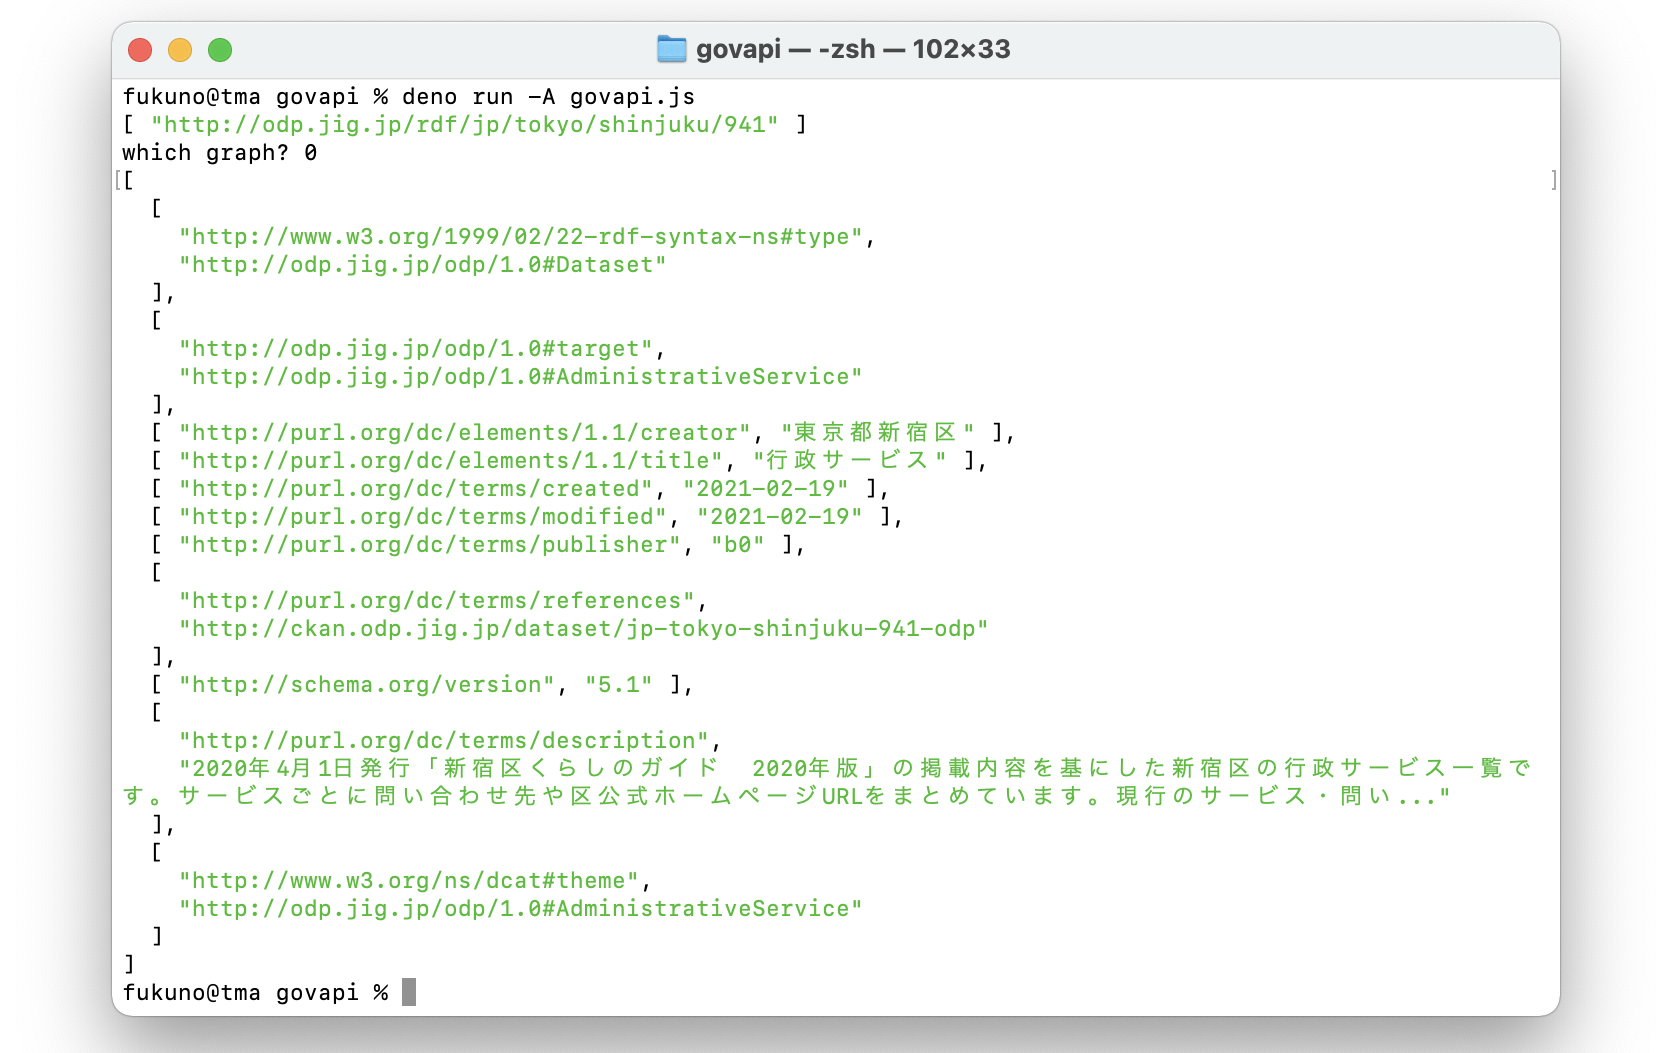 govapi — -zsh — 102×33
fukuno@tma govapi % deno run -A govapi.js
[ "http://odp.jig.jp/rdf/jp/tokyo/shinjuku/941" ]
which graph? 0
[
  [
    "http://www.w3.org/1999/02/22-rdf-syntax-ns#type",
    "http://odp.jig.jp/odp/1.0#Dataset"
  ],
  [
    "http://odp.jig.jp/odp/1.0#target",
    "http://odp.jig.jp/odp/1.0#AdministrativeService"
  ],
  [ "http://purl.org/dc/elements/1.1/creator", "東京都新宿区" ],
  [ "http://purl.org/dc/elements/1.1/title", "行政サービス" ],
  [ "http://purl.org/dc/terms/created", "2021-02-19" ],
  [ "http://purl.org/dc/terms/modified", "2021-02-19" ],
  [ "http://purl.org/dc/terms/publisher", "b0" ],
  [
    "http://purl.org/dc/terms/references",
    "http://ckan.odp.jig.jp/dataset/jp-tokyo-shinjuku-941-odp"
  ],
  [ "http://schema.org/version", "5.1" ],
  [
    "http://purl.org/dc/terms/description",
    "2020年4月1日発行「新宿区くらしのガイド　2020年版」の掲載内容を基にした新宿区の行政サービス一覧で
す。サービスごとに問い合わせ先や区公式ホームページURLをまとめています。現行のサービス・問い..."
  ],
  [
    "http://www.w3.org/ns/dcat#theme",
    "http://odp.jig.jp/odp/1.0#AdministrativeService"
  ]
]
fukuno@tma govapi %